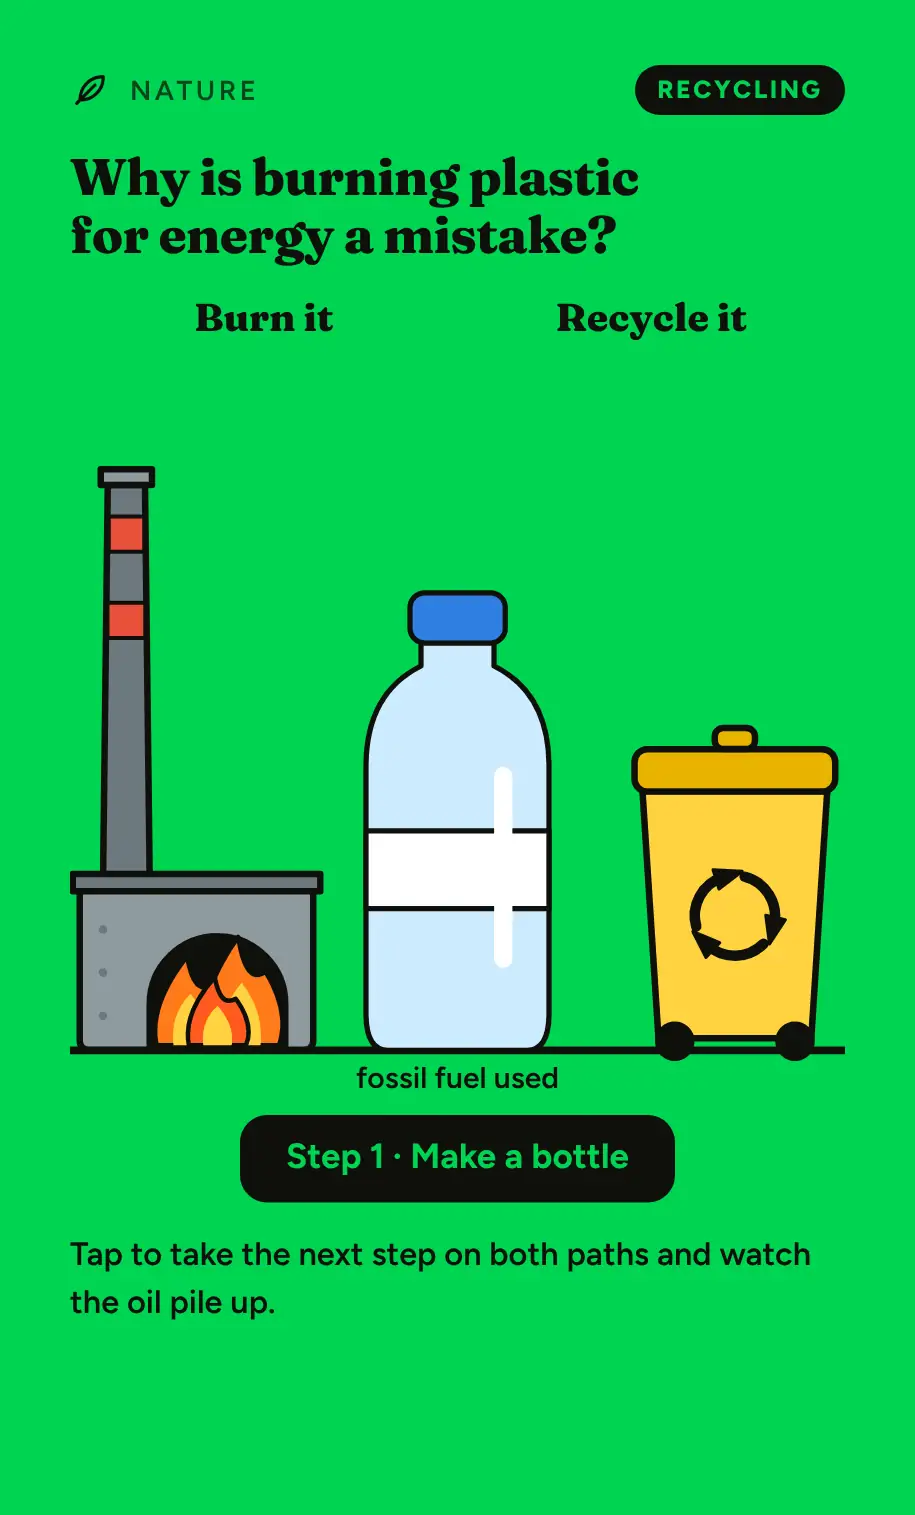 NATURE
RECYCLING
Why is burning plastic
for energy a mistake?
Burn it
Recycle it
fossil fuel used
Step 1 · Make a bottle
Tap to take the next step on both paths and watch
the oil pile up.